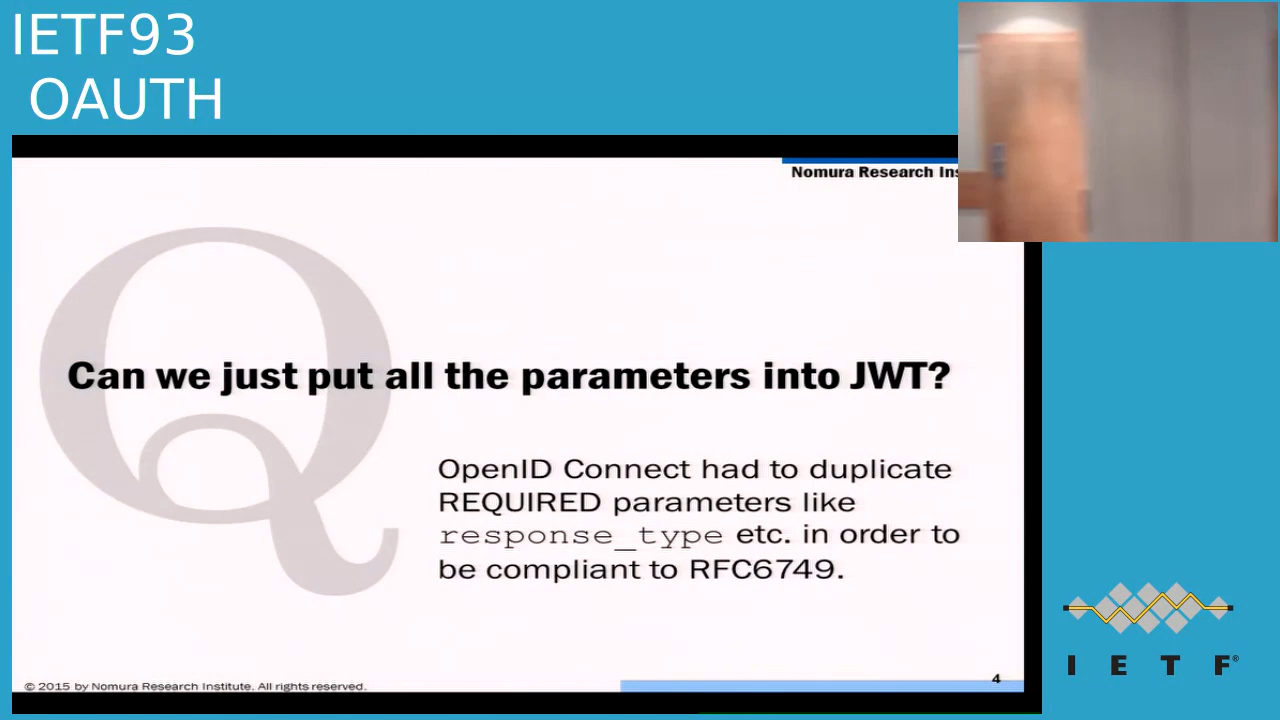 IETF93
OAUTH
Nomura Research
Q
Can we just put all the parameters into JWT?
OpenID Connect had to duplicate
REQUIRED parameters like
response_type etc. in order to
be compliant to RFC6749.
© 2015 by Nomura Research Institute. All rights reserved.
4
I E T F®